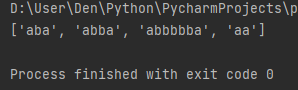 D:\User\Den\Python\PycharmProjects\p
['aba', 'abba', 'abbbbba', 'aa']
Process finished with exit code 0